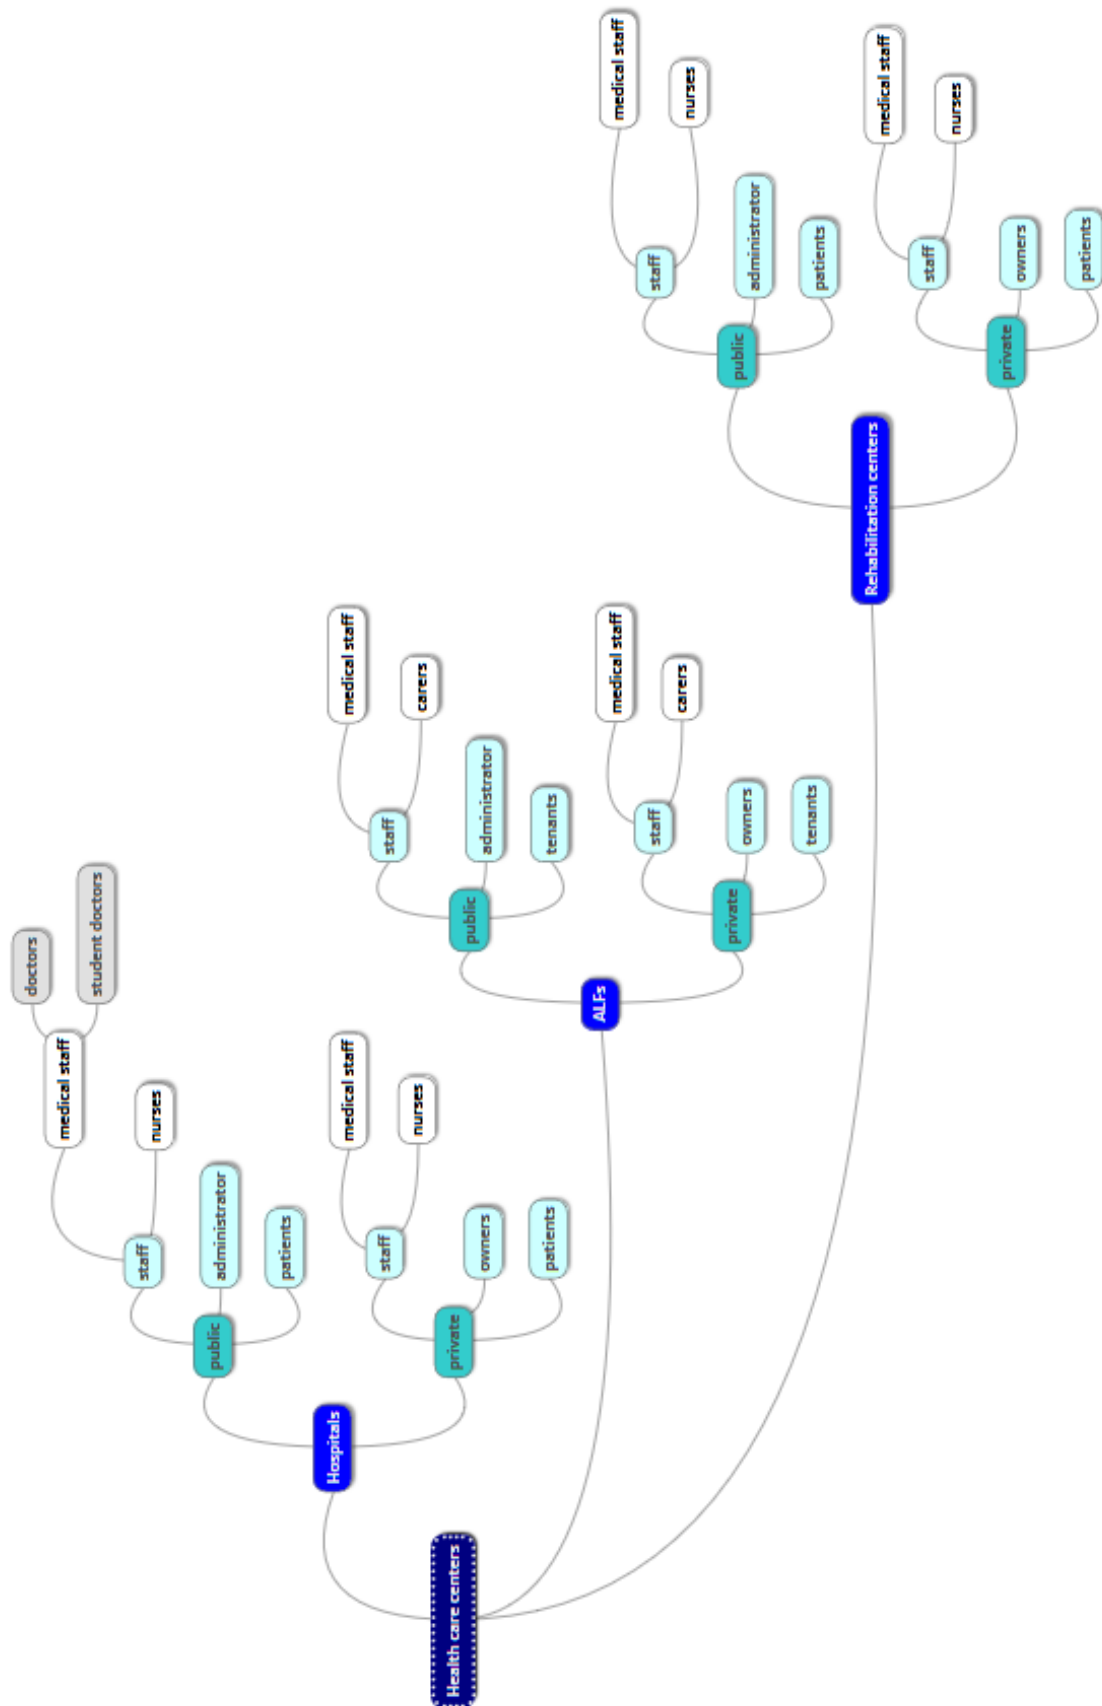 Health care centers
Hospitals
public
staff
medical staff
doctors
student doctors
nurses
administrator
patients
private
staff
medical staff
nurses
owners
patients
ALFs
public
staff
medical staff
carers
administrator
tenants
private
staff
medical staff
carers
owners
tenants
Rehabilitation centers
public
staff
medical staff
nurses
administrator
patients
private
staff
medical staff
nurses
owners
patients